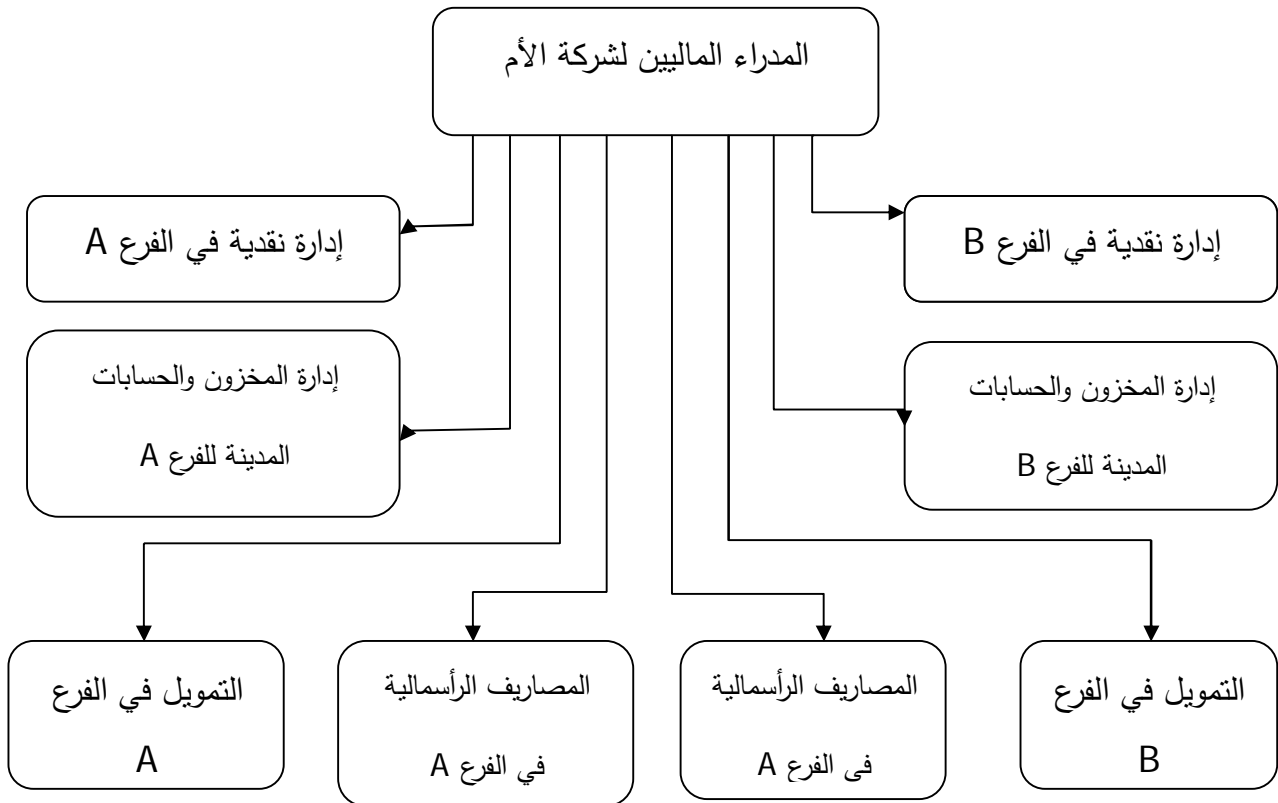 المدراء الماليين لشركة الأم
إدارة نقدية في الفرع B
إدارة نقدية في الفرع A
إدارة المخزون والحسابات
المدينة للفرع B
إدارة المخزون والحسابات
المدينة للفرع A
التمويل في الفرع
B
المصاريف الرأسمالية
فى الفرع A
المصاريف الرأسمالية
في الفرع A
التمويل في الفرع
A